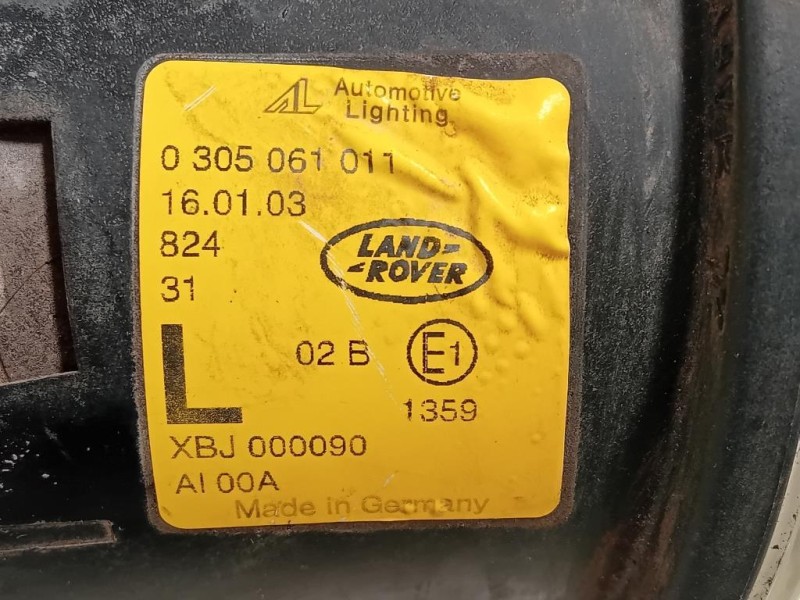 AL Automotive
Lighting
0 305 061 011
16.01.03
824
31
LAND-
-ROVER
L
02 B E1
1359
XBJ 000090
AI 00A
Made in Germany